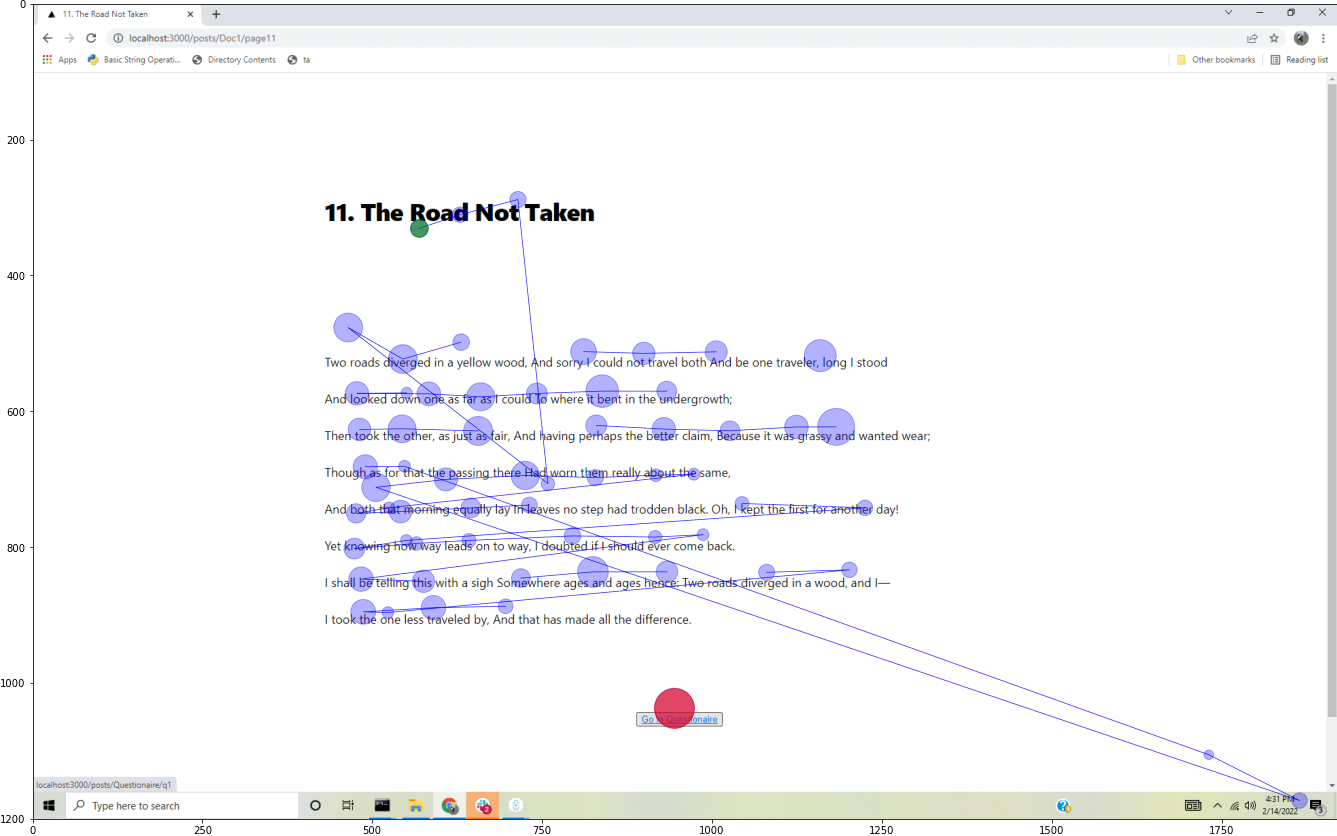 0
11. The Road Not Taken
localhost:3000/posts/Doc1/page11
Apps Basic String Operati... Directory Contents ta Other bookmarks Reading list
200
11. The Road Not Taken
400
Two roads diverged in a yellow wood, And sorry I could not travel both And be one traveler, long I stood
And looked down one as far as I could To where it bent in the undergrowth;
600
Then took the other, as just as fair, And having perhaps the better claim, Because it was grassy and wanted wear;
Though as for that the passing there Had worn them really about the same,
And both that morning equally lay In leaves no step had trodden black. Oh, I kept the first for another day!
800
Yet knowing how way leads on to way, I doubted if I should ever come back.
I shall be telling this with a sigh Somewhere ages and ages hence: Two roads diverged in a wood, and I—
I took the one less traveled by, And that has made all the difference.
1000
Go to Questionaire
localhost:3000/posts/Questionaire/q1
Type here to search
4:31 PM
2/14/2022
3
1200
0 250 500 750 1000 1250 1500 1750